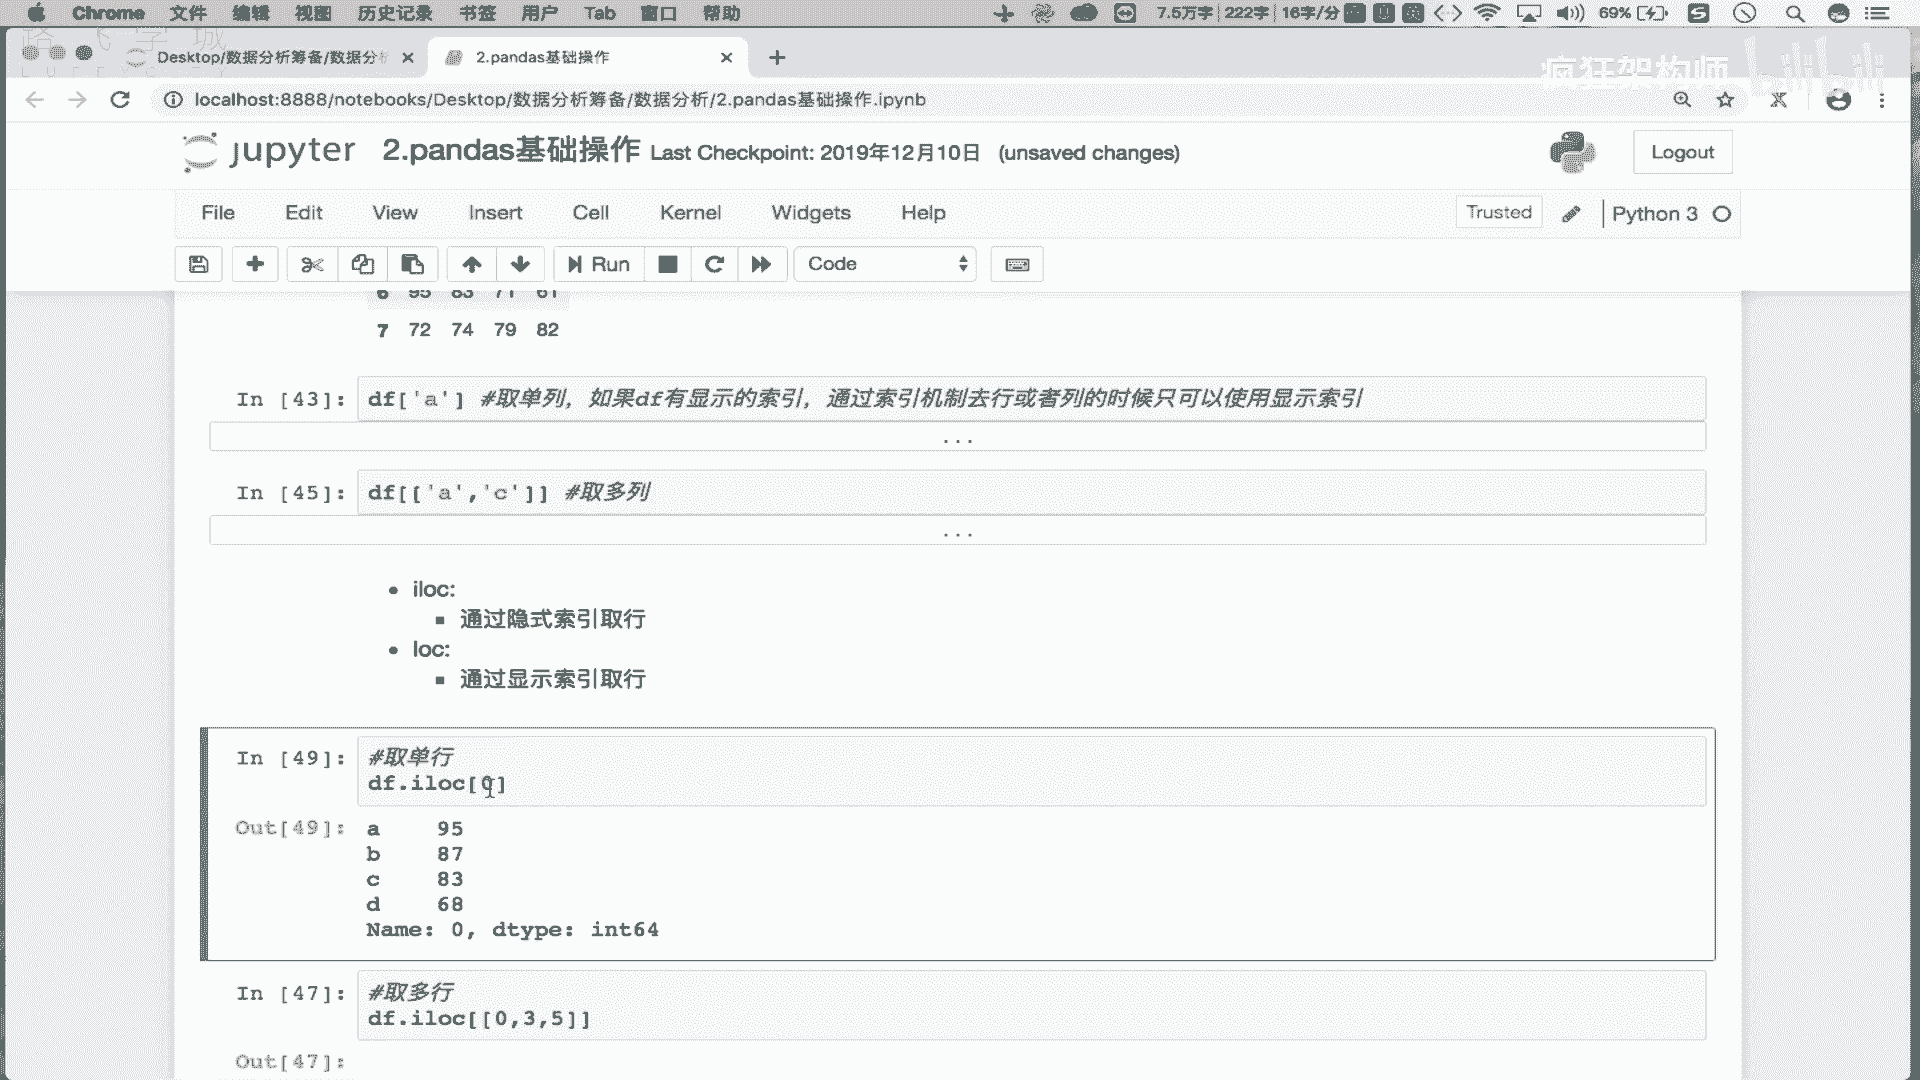 Chrome 文件 编辑 视图 历史记录 书签 用户 Tab 窗口 帮助 7.5万字 222字 16字/分 69%
Desktop/数据分析筹备/数据分析
2.pandas基础操作
疯狂架构师 bilibili
localhost:8888/notebooks/Desktop/数据分析筹备/数据分析/2.pandas基础操作.ipynb
jupyter 2.pandas基础操作 Last Checkpoint: 2019年12月10日 (unsaved changes) Logout
File Edit View Insert Cell Kernel Widgets Help Trusted Python 3
Run Code
6 95 83 71 61
7 72 74 79 82
In [43]: df['a'] #取单列，如果df有显示的索引，通过索引机制去行或者列的时候只可以使用显示索引
...
In [45]: df[['a','c']] #取多列
...
iloc:
通过隐式索引取行
loc:
通过显示索引取行
In [49]: #取单行
df.iloc[0]
Out[49]: a 95
b 87
c 83
d 68
Name: 0, dtype: int64
In [47]: #取多行
df.iloc[[0,3,5]]
Out[47]: